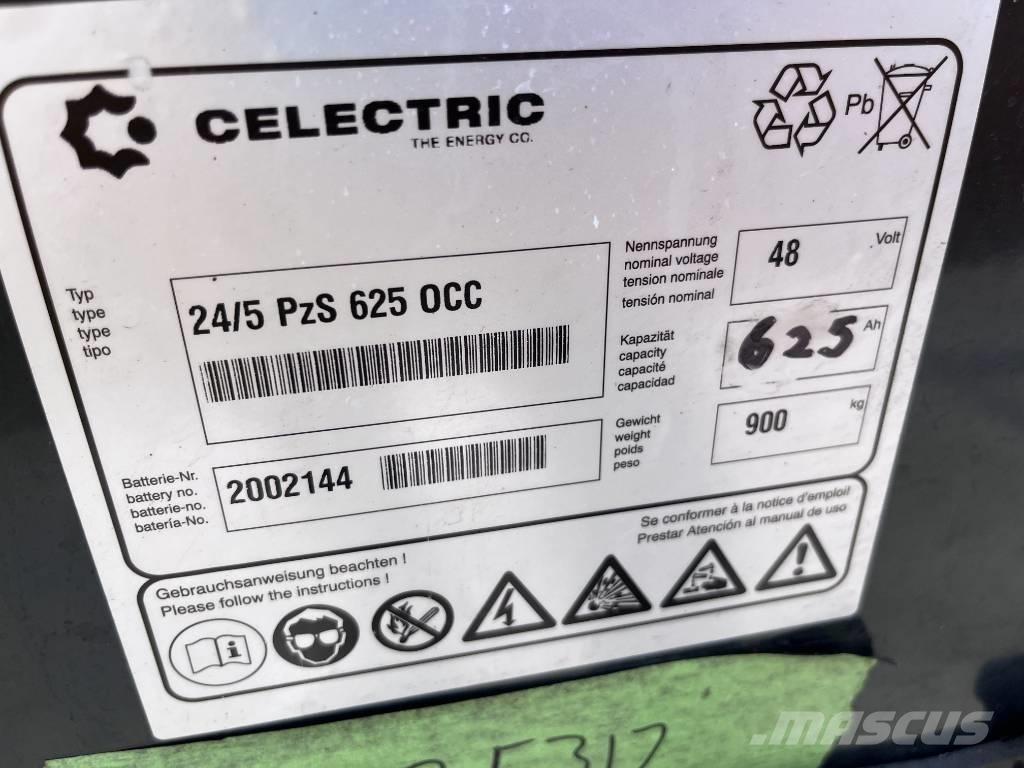 CELECTRIC
THE ENERGY CO.
Pb
Typ
type
type
tipo
24/5 PzS 625 OCC
Nennspannung
nominal voltage
tension nominale
tensión nominal
48 Volt
Kapazität
capacity
capacité
capacidad
625 Ah
Gewicht
weight
poids
peso
900 kg
Batterie-Nr.
battery no.
batterie-no.
batería-No.
2002144
Gebrauchsanweisung beachten !
Please follow the instructions !
Se conformer à la notice d'emploi!
Prestar Atención al manual de uso
i
5312
MASCUS